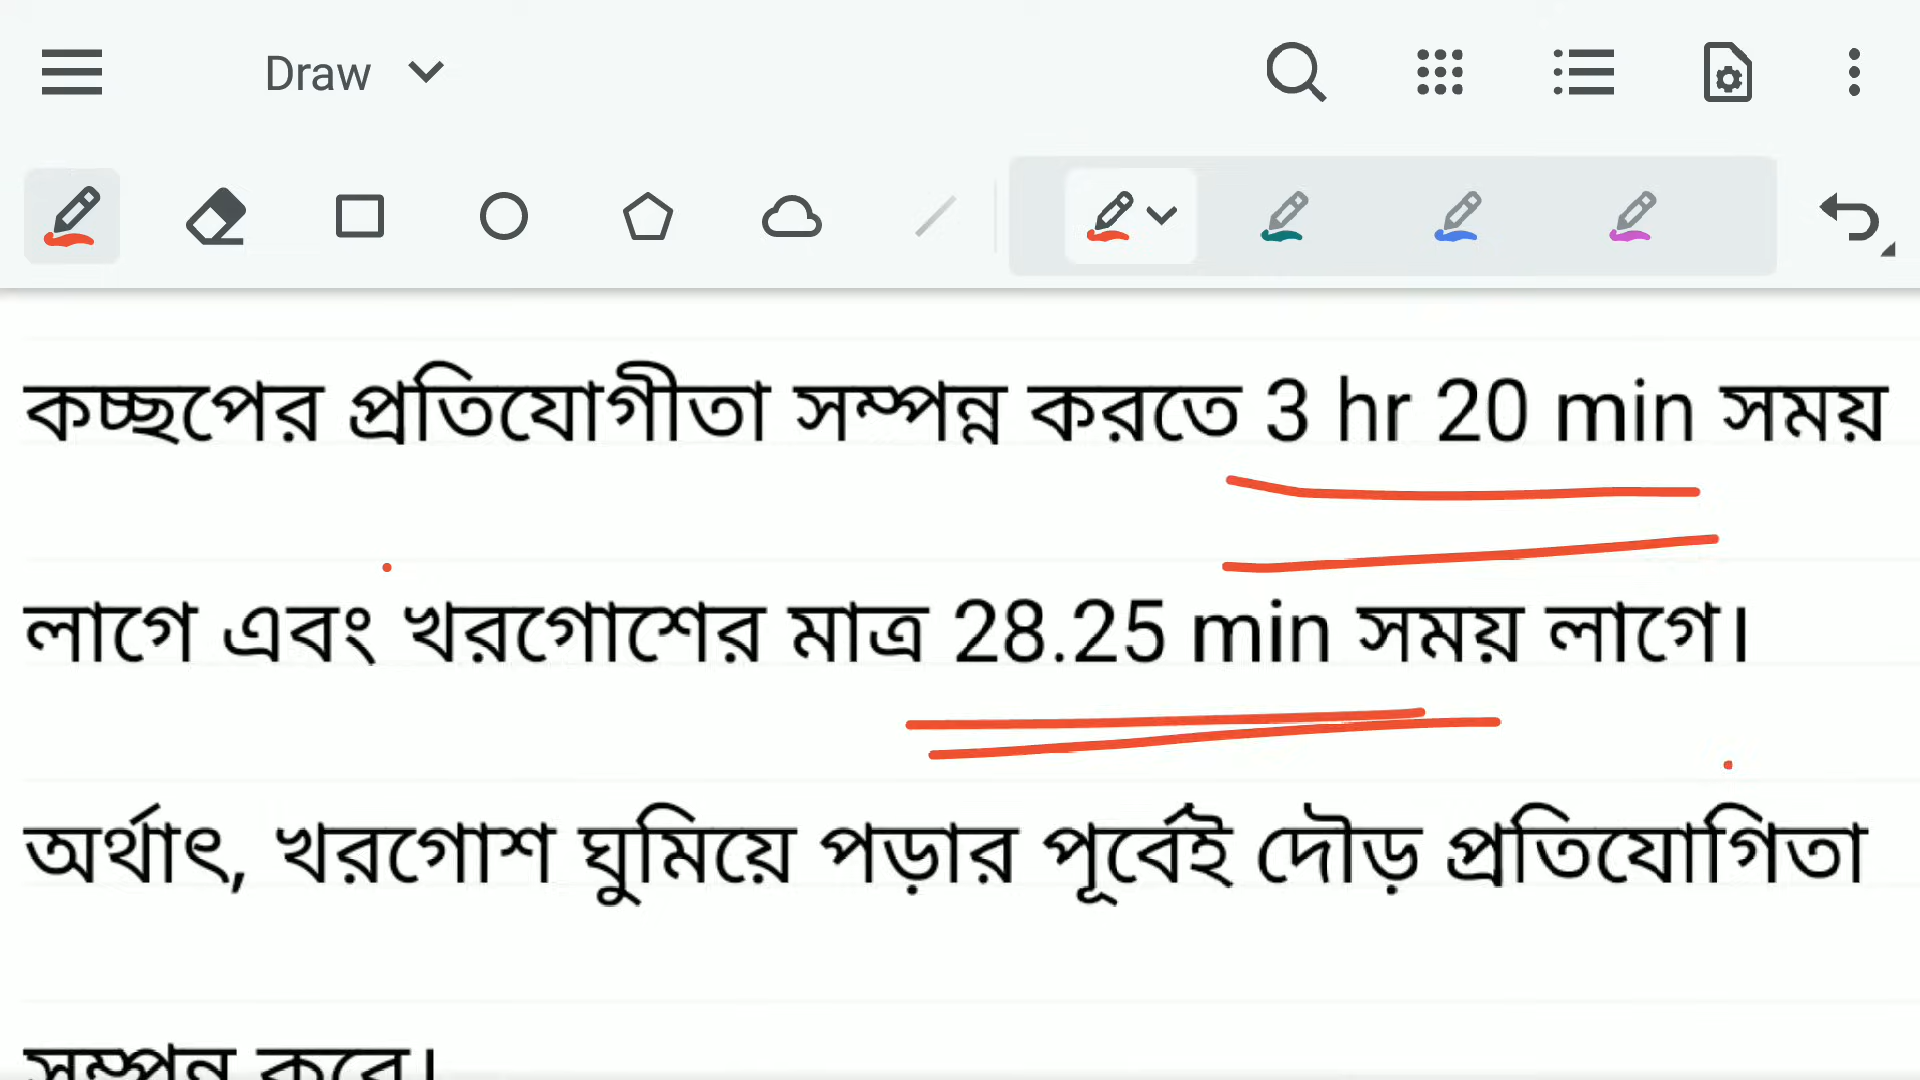 Draw
কচ্ছপের প্রতিযোগীতা সম্পন্ন করতে 3 hr 20 min সময়
লাগে এবং খরগোশের মাত্র 28.25 min সময় লাগে।
অর্থাৎ, খরগোশ ঘুমিয়ে পড়ার পূর্বেই দৌড় প্রতিযোগিতা
সম্পন্ন করে।